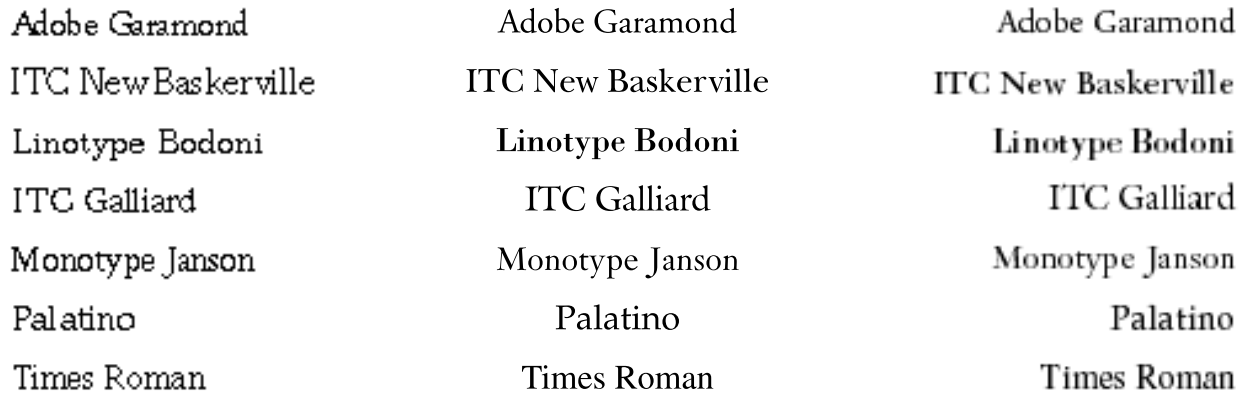 Adobe Garamond Adobe Garamond Adobe Garamond
ITC New Baskerville ITC New Baskerville ITC New Baskerville
Linotype Bodoni Linotype Bodoni Linotype Bodoni
ITC Galliard ITC Galliard ITC Galliard
Monotype Janson Monotype Janson Monotype Janson
Palatino Palatino Palatino
Times Roman Times Roman Times Roman